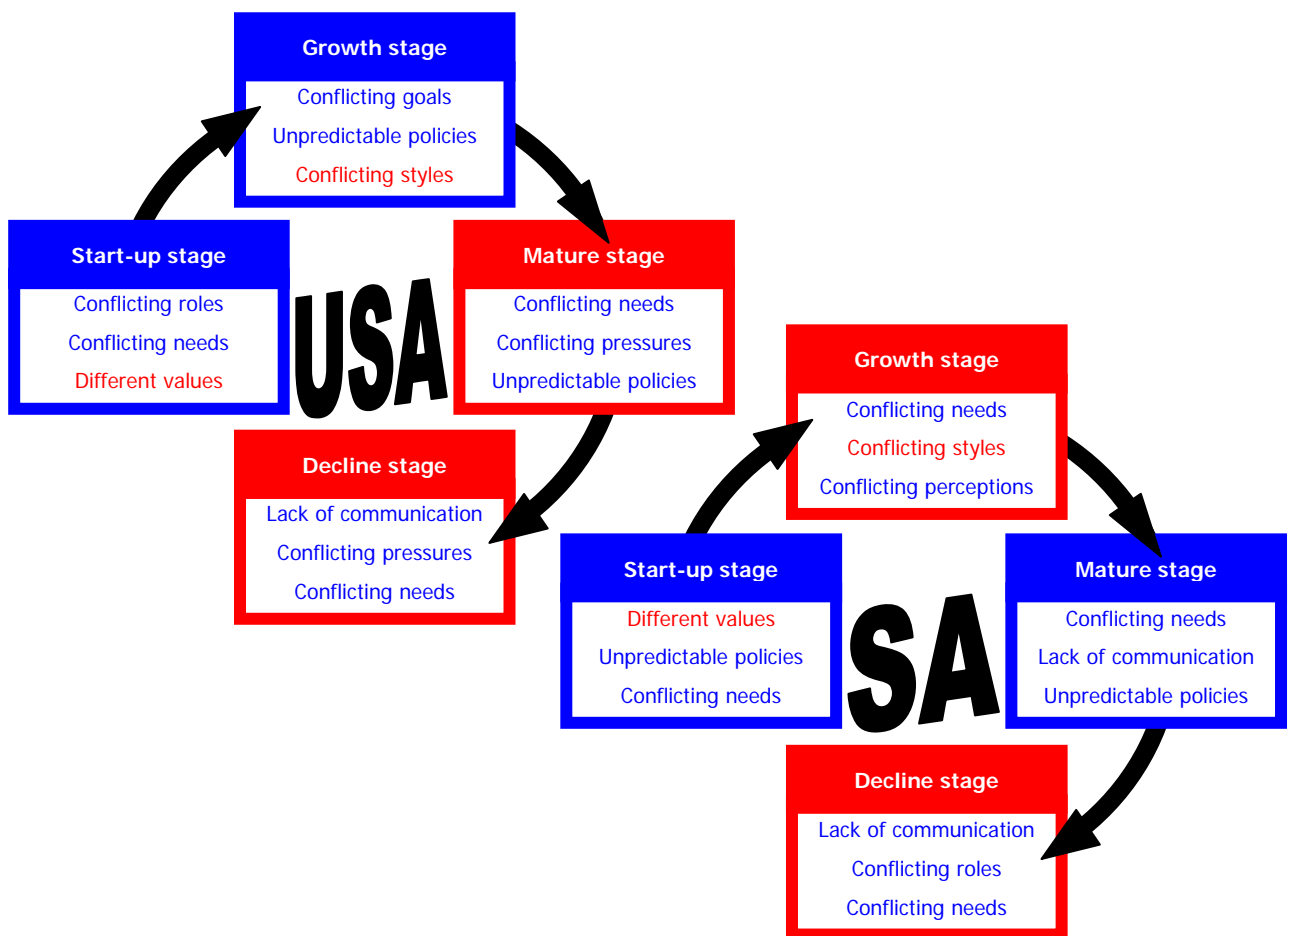 Growth stage
Conflicting goals
Unpredictable policies
Conflicting styles
Start-up stage
Conflicting roles
Conflicting needs
Different values
USA
Mature stage
Conflicting needs
Conflicting pressures
Unpredictable policies
Decline stage
Lack of communication
Conflicting pressures
Conflicting needs
Growth stage
Conflicting needs
Conflicting styles
Conflicting perceptions
Start-up stage
Different values
Unpredictable policies
Conflicting needs
SA
Mature stage
Conflicting needs
Lack of communication
Unpredictable policies
Decline stage
Lack of communication
Conflicting roles
Conflicting needs